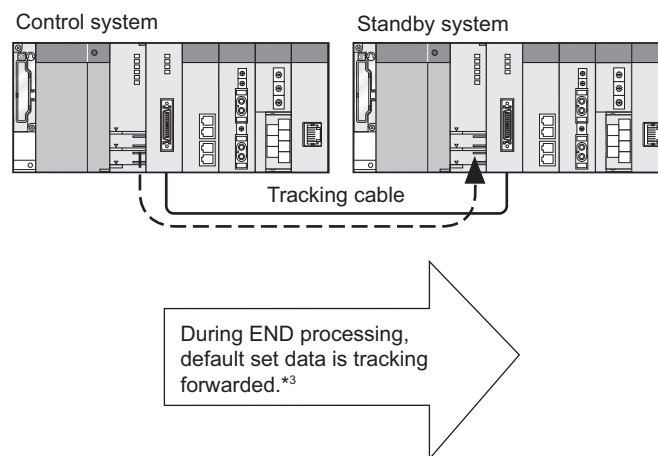 Control system
Standby system
Tracking cable
During END processing,
default set data is tracking
forwarded.*3